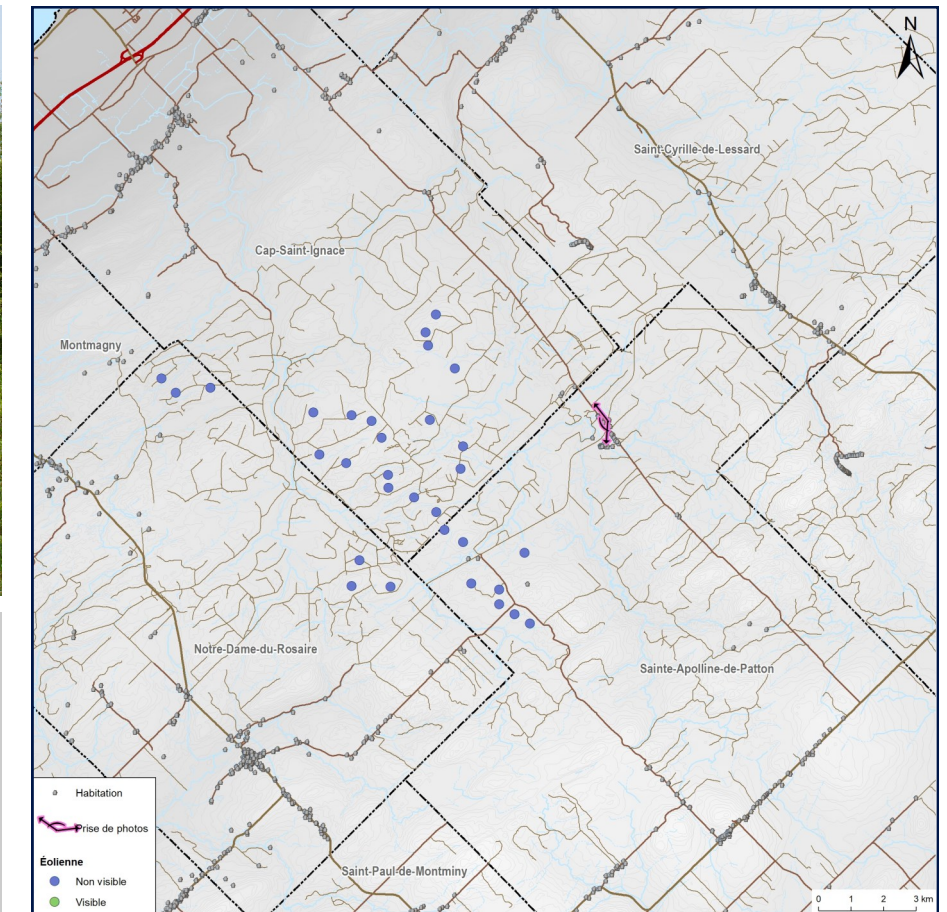 N
Saint-Cyrille-de-Lessard
Cap-Saint-Ignace
Montmagny
Notre-Dame-du-Rosaire
Sainte-Apolline-de-Patton
Saint-Paul-de-Montminy
Habitation
Prise de photos
Éolienne
Non visible
Visible
0 1 2 3 km